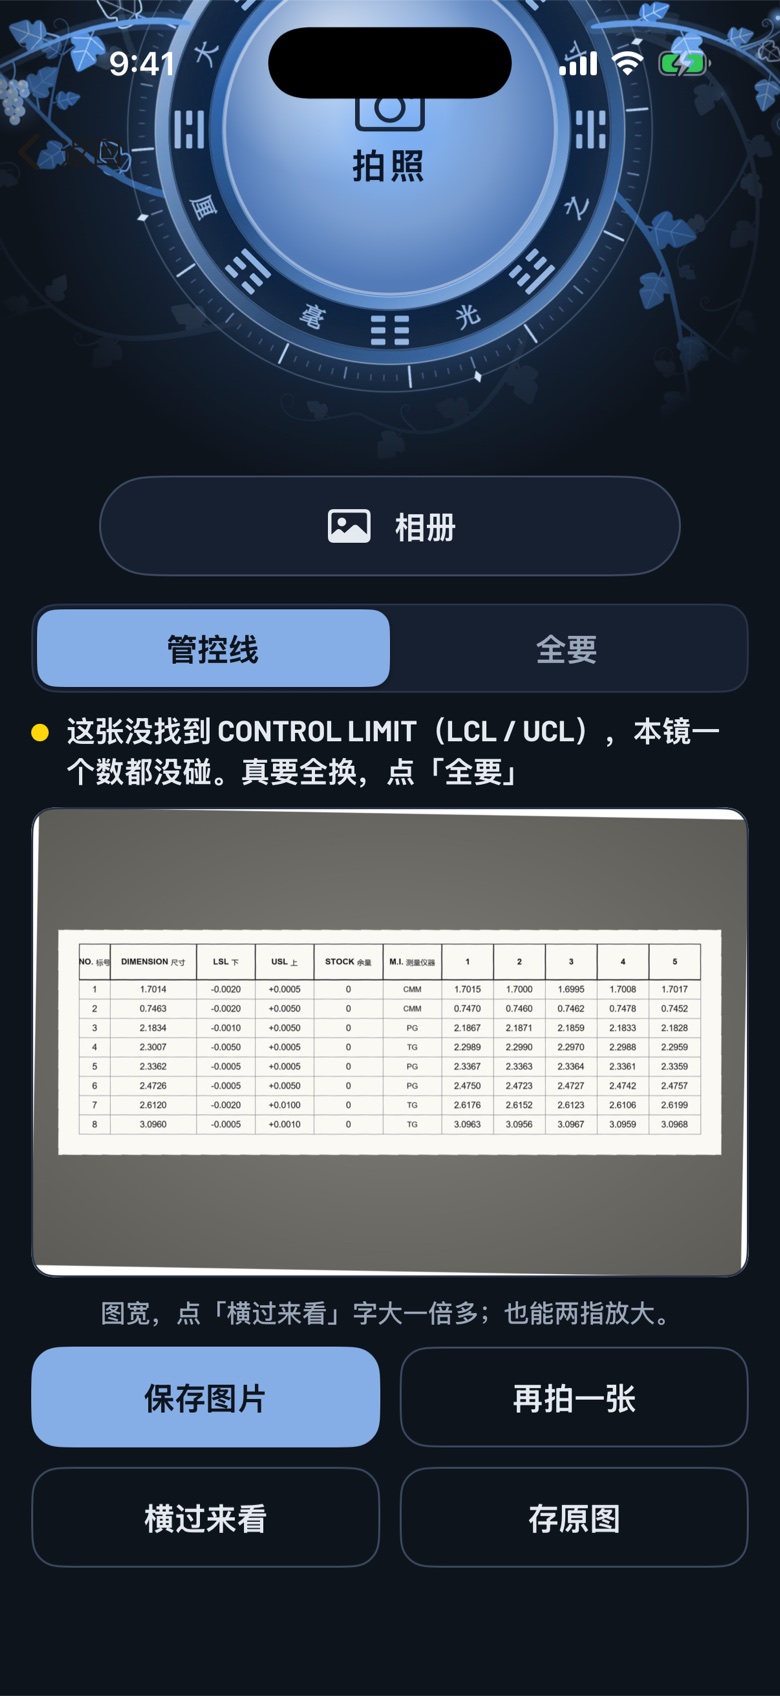 9:41
大
拍照
厘
之
毫
光
相册
管控线
全要
这张没找到 CONTROL LIMIT（LCL / UCL），本镜一
个数都没碰。真要全换，点「全要」
NO. 标号 DIMENSION 尺寸 LSL 下 USL 上 STOCK 余量 M.I. 测量仪器 1 2 3 4 5
1 1.7014 -0.0020 +0.0005 0 CMM 1.7015 1.7000 1.6995 1.7008 1.7017
2 0.7463 -0.0020 +0.0050 0 CMM 0.7470 0.7460 0.7462 0.7478 0.7452
3 2.1834 -0.0010 +0.0050 0 PG 2.1867 2.1871 2.1859 2.1833 2.1828
4 2.3007 -0.0050 +0.0005 0 TG 2.2989 2.2990 2.2970 2.2988 2.2959
5 2.3362 -0.0005 +0.0005 0 PG 2.3367 2.3363 2.3364 2.3361 2.3359
6 2.4726 -0.0005 +0.0050 0 PG 2.4750 2.4723 2.4727 2.4742 2.4757
7 2.6120 -0.0020 +0.0100 0 TG 2.6176 2.6152 2.6123 2.6106 2.6199
8 3.0960 -0.0005 +0.0010 0 TG 3.0963 3.0956 3.0967 3.0959 3.0968
图宽，点「横过来看」字大一倍多；也能两指放大。
保存图片
再拍一张
横过来看
存原图